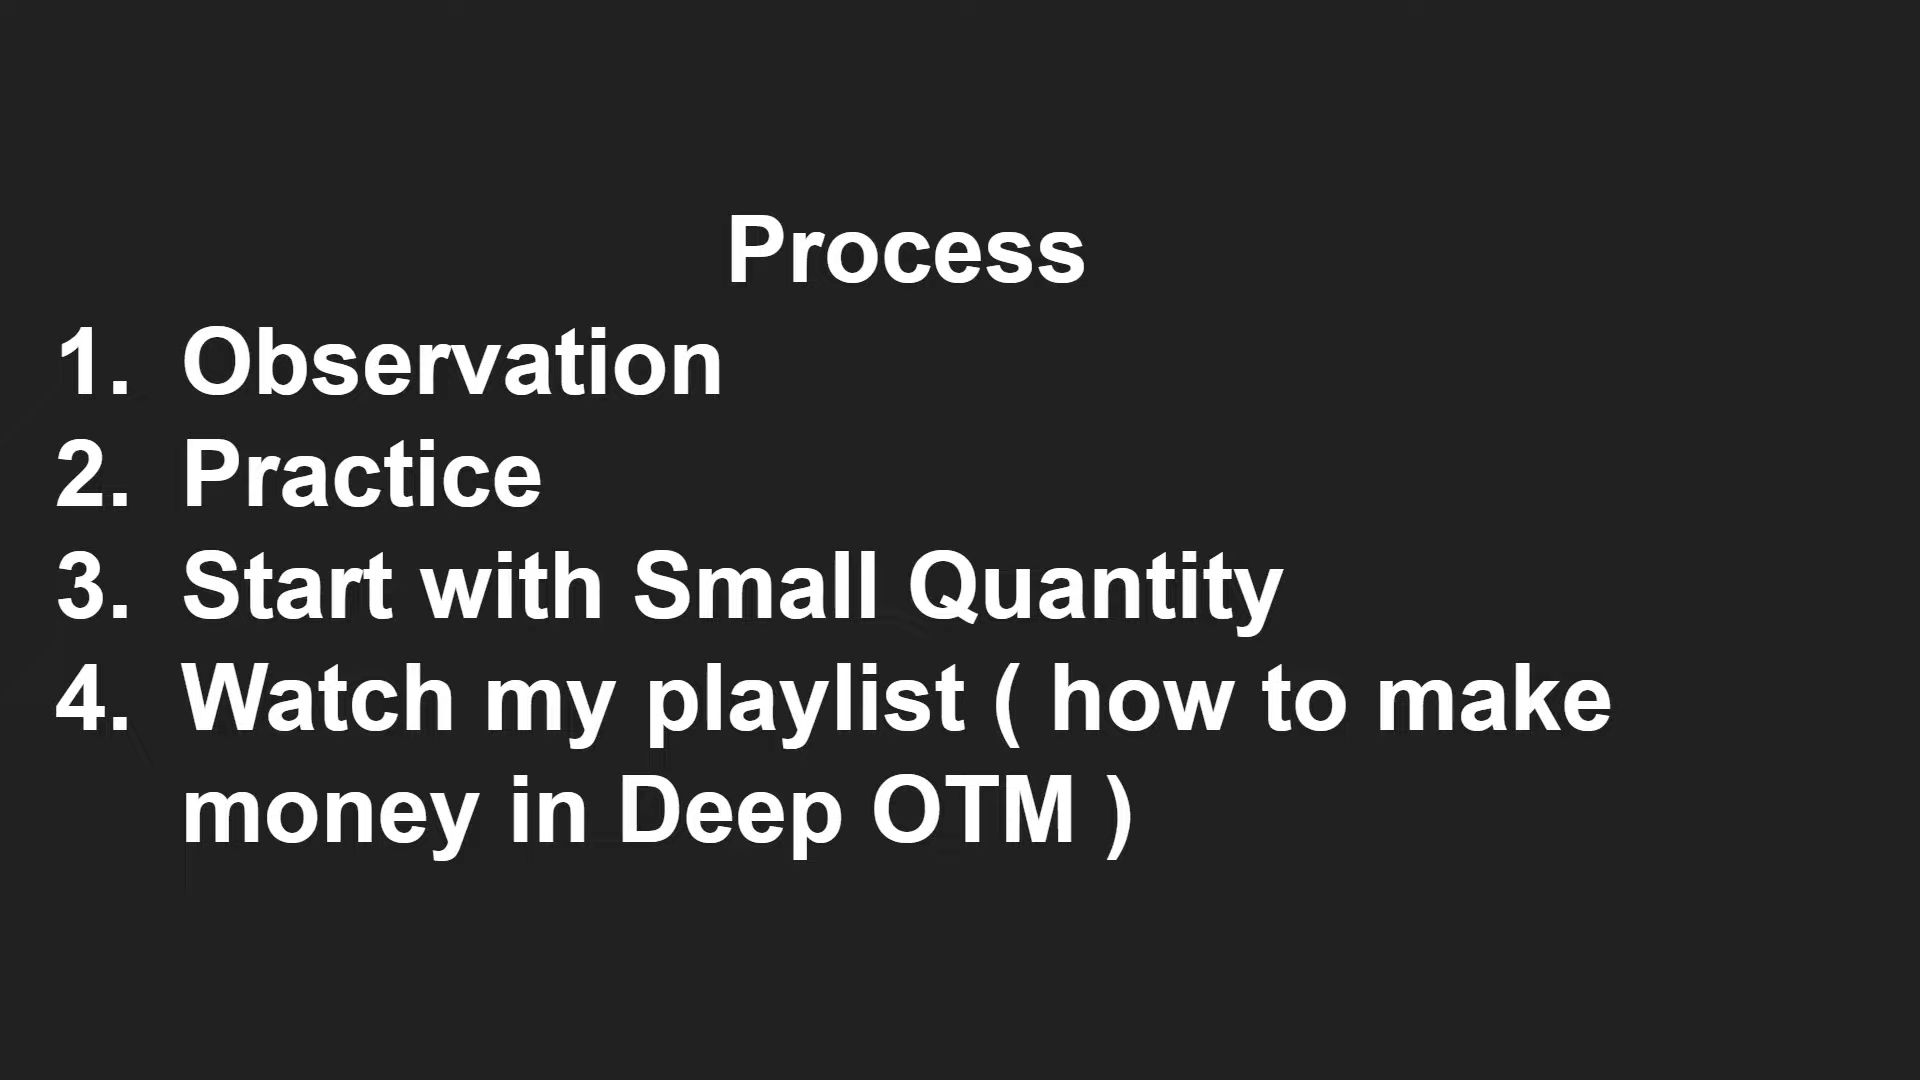 Process
1. Observation
2. Practice
3. Start with Small Quantity
4. Watch my playlist ( how to make
money in Deep OTM )